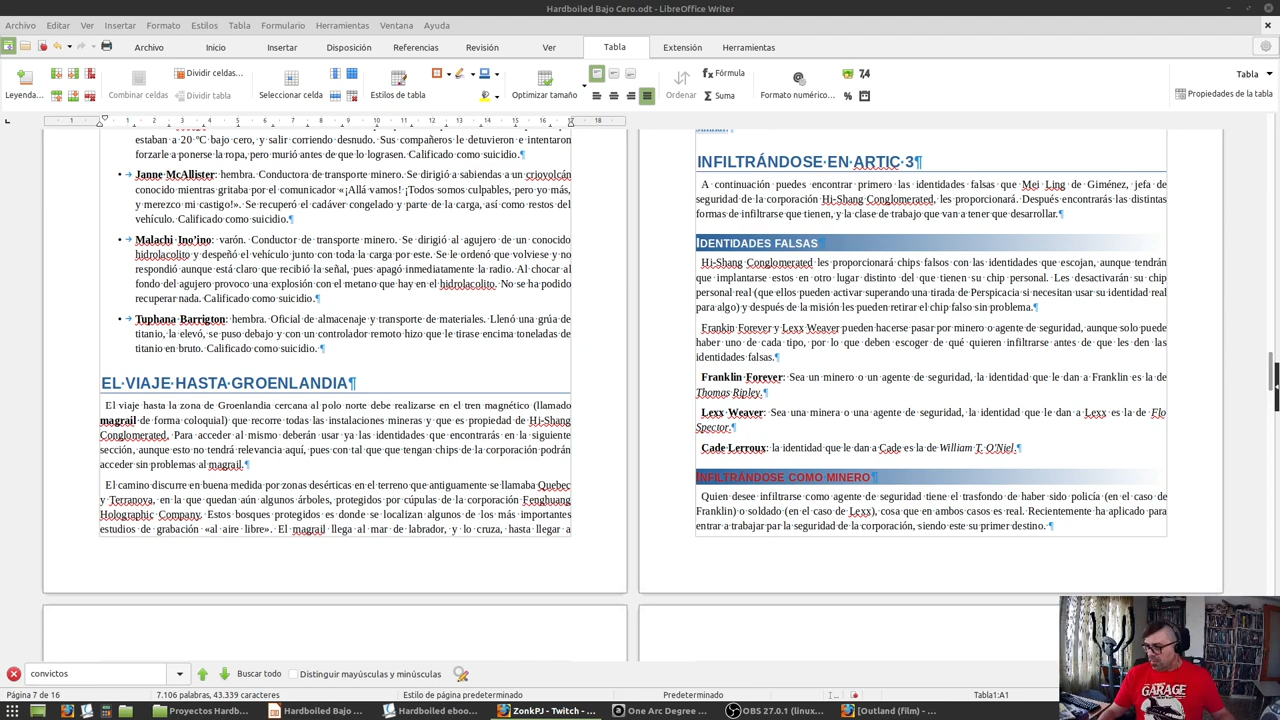 Hardboiled Bajo Cero.odt - LibreOffice Writer
Archivo Editar Ver Insertar Formato Estilos Tabla Formulario Herramientas Ventana Ayuda
Archivo Inicio Insertar Disposición Referencias Revisión Ver Tabla Extensión Herramientas
Leyenda... Combinar celdas Dividir celdas... Dividir tabla Seleccionar celda Estilos de tabla Optimizar tamaño Ordenar Fórmula Suma Formato numérico... Tabla
Propiedades de la tabla
estaban a 20 ºC bajo cero, y salir corriendo desnudo. Sus compañeros le detuvieron e intentaron
forzarle a ponerse la ropa, pero murió antes de que lo lograsen. Calificado como suicidio.¶
• Janne McAllister: hembra. Conductora de transporte minero. Se dirigió a sabiendas a un criovolcán
conocido mientras gritaba por el comunicador «¡Allá vamos! ¡Todos somos culpables, pero yo más,
y merezco mi castigo!». Se recuperó el cadáver congelado y parte de la carga, así como restos del
vehículo. Calificado como suicidio.¶
• Malachi Ino'ino: varón. Conductor de transporte minero. Se dirigió al agujero de un conocido
hidrolacolito y despeñó el vehículo junto con toda la carga por este. Se le ordenó que volviese y no
respondió aunque está claro que recibió la señal, pues apagó inmediatamente la radio. Al chocar al
fondo del agujero provocó una explosión con el metano que hay en el hidrolacolito. No se ha podido
recuperar nada. Calificado como suicidio.¶
• Tuphana Barrigton: hembra. Oficial de almacenaje y transporte de materiales. Llenó una grúa de
titanio, la elevó, se puso debajo y con un controlador remoto hizo que le tirase encima toneladas de
titanio en bruto. Calificado como suicidio. ¶
EL VIAJE HASTA GROENLANDIA¶
El viaje hasta la zona de Groenlandia cercana al polo norte debe realizarse en el tren magnético (llamado
magrail de forma coloquial) que recorre todas las instalaciones mineras y que es propiedad de Hi-Shang
Conglomerated. Para acceder al mismo deberán usar ya las identidades que encontrarás en la siguiente
sección, aunque esto no tendrá relevancia aquí, pues con tal que que tengan chips de la corporación podrán
acceder sin problemas al magrail.¶
El camino discurre en buena medida por zonas desérticas en el terreno que antiguamente se llamaba Quebec
y Terranova, en la que quedan aún algunos árboles, protegidos por cúpulas de la corporación Fenghuang
Holographic Company. Estos bosques protegidos es donde se localizan algunos de los más importantes
estudios de grabación «al aire libre». El magrail llega al mar de labrador, y lo cruza, hasta llegar a
INFILTRÁNDOSE EN ARTIC 3¶
A continuación puedes encontrar primero las identidades falsas que Mei Ling de Giménez, jefa de
seguridad de la corporación Hi-Shang Conglomerated, les proporcionará. Después encontrarás las distintas
formas de infiltrarse que tienen, y la clase de trabajo que van a tener que desarrollar.¶
IDENTIDADES FALSAS¶
Hi-Shang Conglomerated les proporcionará chips falsos con las identidades que escojan, aunque tendrán
que implantarse estos en otro lugar distinto del que tienen su chip personal. Les desactivarán su chip
personal real (que ellos pueden activar superando una tirada de Perspicacia si necesitan usar su identidad real
para algo) y después de la misión les pueden retirar el chip falso sin problemas.¶
Frankin Forever y Lexx Weaver pueden hacerse pasar por minero o agente de seguridad, aunque solo puede
haber uno de cada tipo, por lo que deben escoger de qué quieren infiltrarse antes de que les den las
identidades falsas.¶
Franklin Forever: Sea un minero o un agente de seguridad, la identidad que le dan a Franklin es la de
Thomas Ripley.¶
Lexx Weaver: Sea una minera o una agente de seguridad, la identidad que le dan a Lexx es la de Flo
Spector.¶
Cade Lerroux: la identidad que le dan a Cade es la de William T. O'Niel.¶
INFILTRÁNDOSE COMO MINERO¶
Quien desee infiltrarse como agente de seguridad tiene el trasfondo de haber sido policía (en el caso de
Franklin) o soldado (en el caso de Lexx), cosa que en ambos casos es real. Recientemente ha aplicado para
entrar a trabajar par la seguridad de la corporación, siendo este su primer destino. ¶
GARAGE
convictos Buscar todo Distinguir mayúsculas y minúsculas
Página 7 de 16 7.106 palabras, 43.339 caracteres Estilo de página predeterminado Predeterminado Tabla1:A1
Proyectos Hardb... Hardboiled Bajo ... Hardboiled eboo... ZonkPJ - Twitch - ... One Arc Degree ... OBS 27.0.1 (linux... [Outland (film) - ...